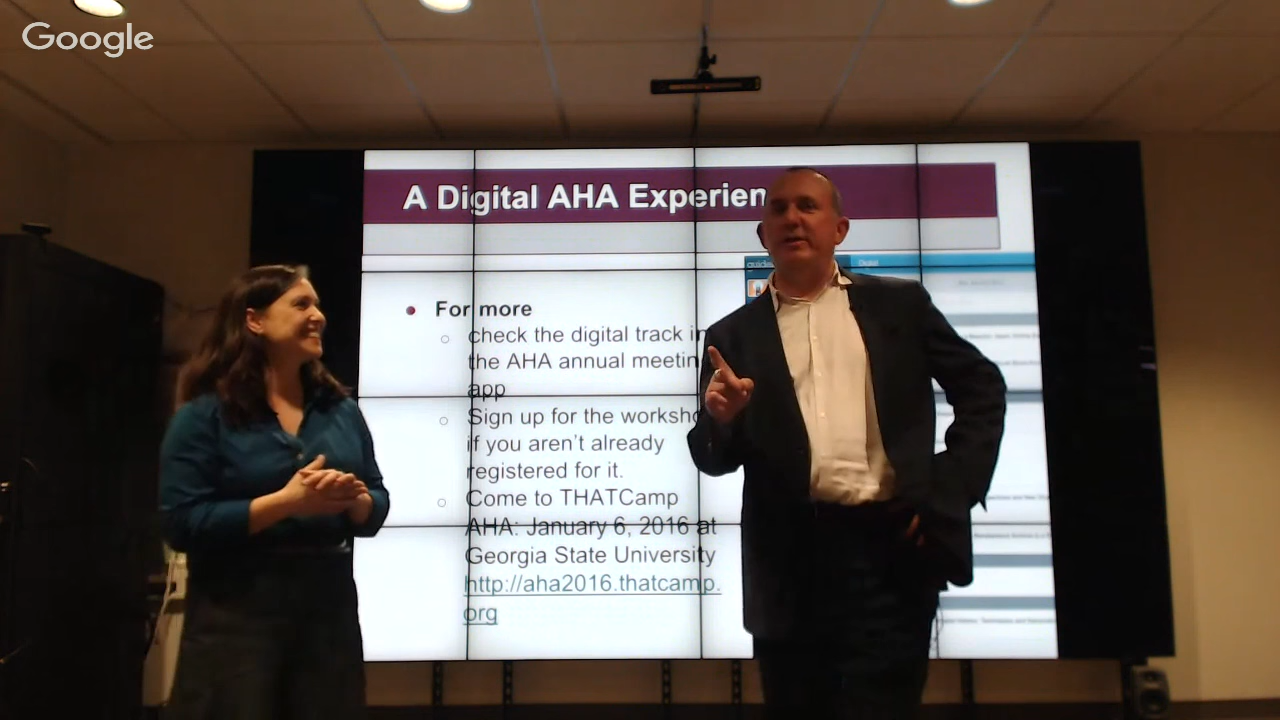 Google
A Digital AHA Experien
Digital
For more
check the digital track in
the AHA annual meetin
app
Sign up for the worksho
if you aren't already
registered for it.
Come to THATCamp
AHA: January 6, 2016 at
Georgia State University
http://aha2016.thatcamp.
org